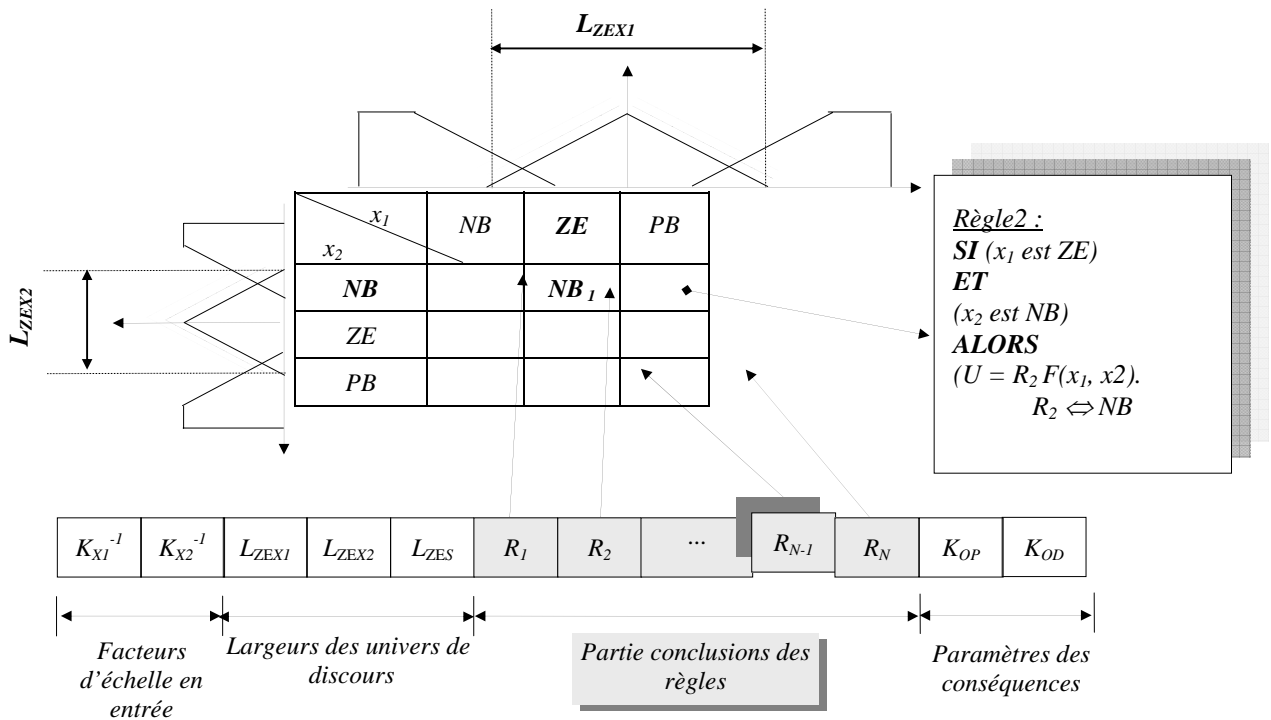 L_ZEX1
L_ZEX2
x_1
x_2
NB ZE PB
NB NB_1
ZE
PB
Règle2 :
SI (x_1 est ZE)
ET
(x_2 est NB)
ALORS
(U = R_2 F(x_1, x2).
R_2 ⇔ NB
K_X1^-1 K_X2^-1 L_ZEX1 L_ZEX2 L_ZES R_1 R_2 ... R_N-1 R_N K_OP K_OD
Facteurs
d'échelle en
entrée
Largeurs des univers de
discours
Partie conclusions des
règles
Paramètres des
conséquences